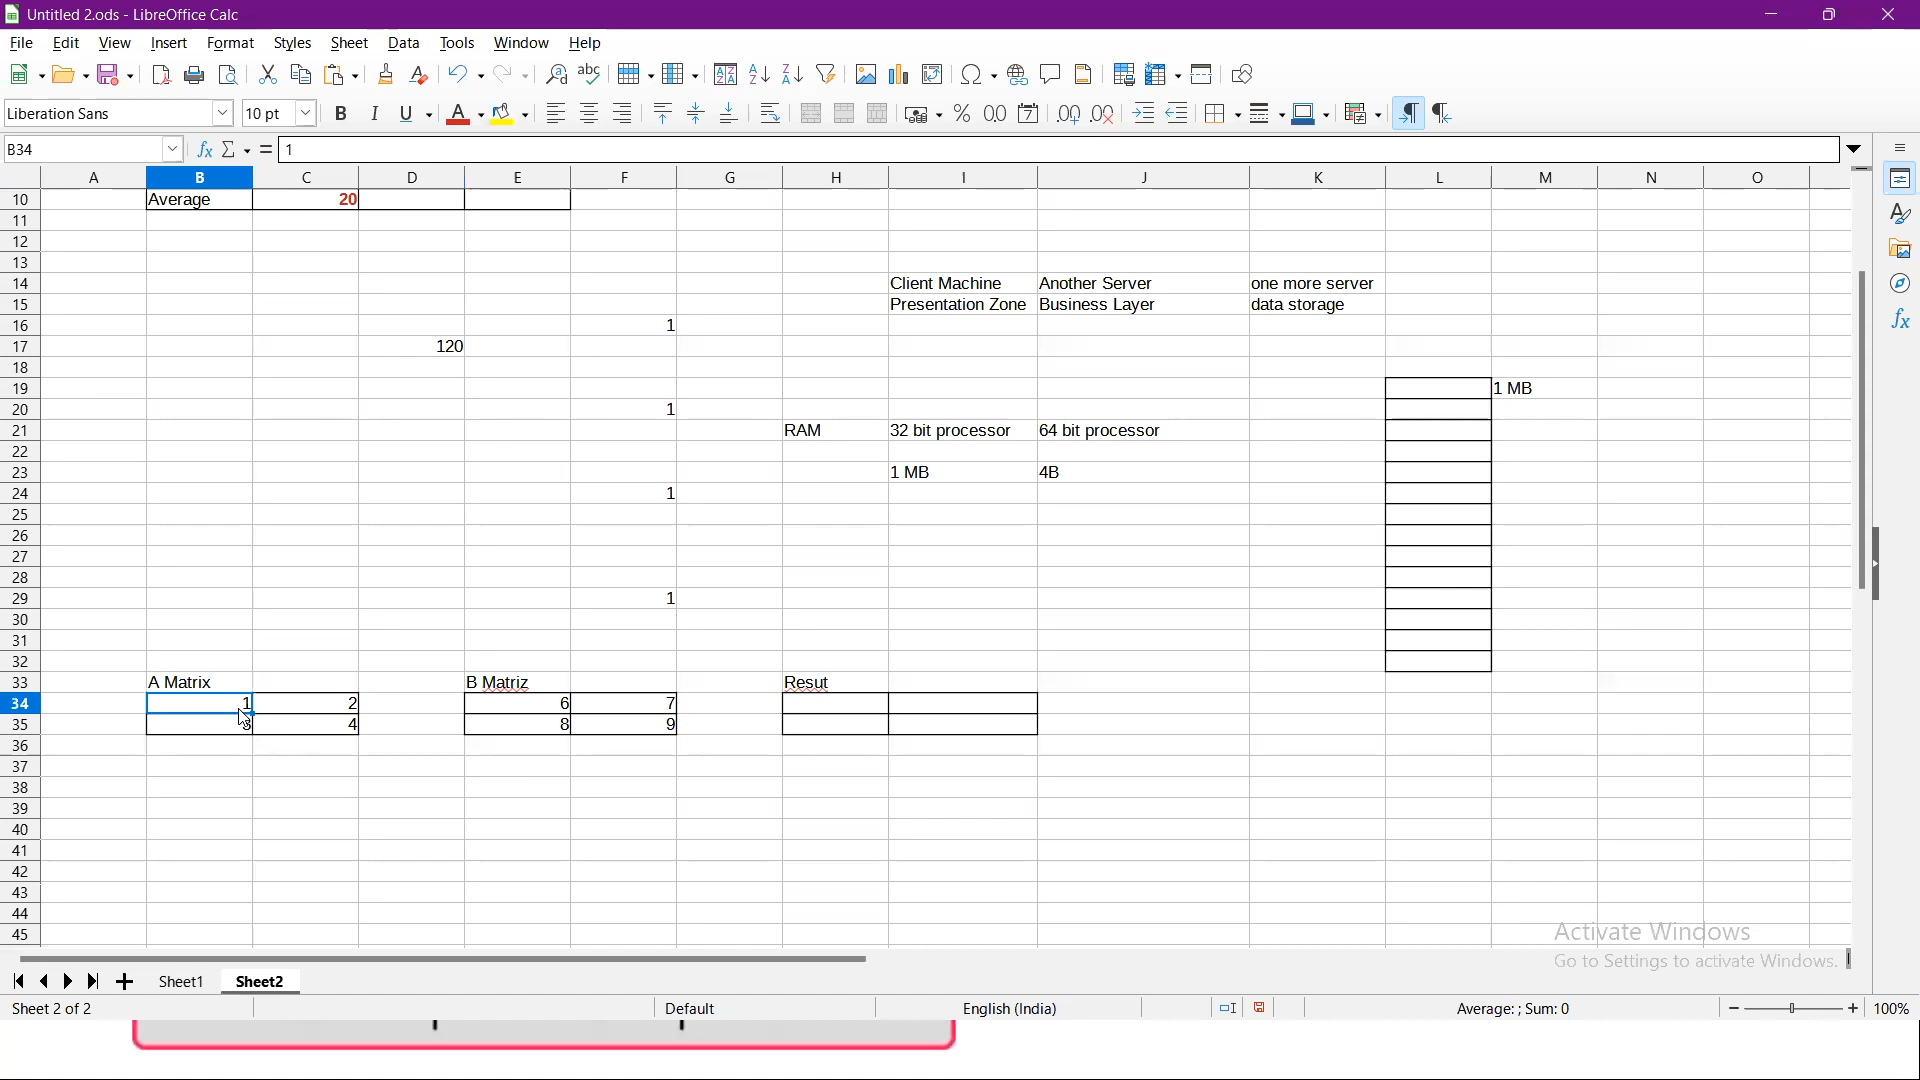 Untitled 2.ods - LibreOffice Calc
File Edit View Insert Format Styles Sheet Data Tools Window Help
Liberation Sans 10 pt
B34 1
A B C D E F G H I J K L M N O
10 Average 20
11
12
13
14 Client Machine Another Server one more server
15 Presentation Zone Business Layer data storage
16 1
17 120
18
19 1 MB
20 1
21 RAM 32 bit processor 64 bit processor
22
23 1 MB 4B
24 1
25
26
27
28
29 1
30
31
32
33 A Matrix B Matriz Resut
34 1 2 6 7
35 3 4 8 9
36
37
38
39
40
41
42
43
44
45
Activate Windows
Go to Settings to activate Windows.
Sheet1 Sheet2
Sheet 2 of 2 Default English (India) Average: ; Sum: 0 100%